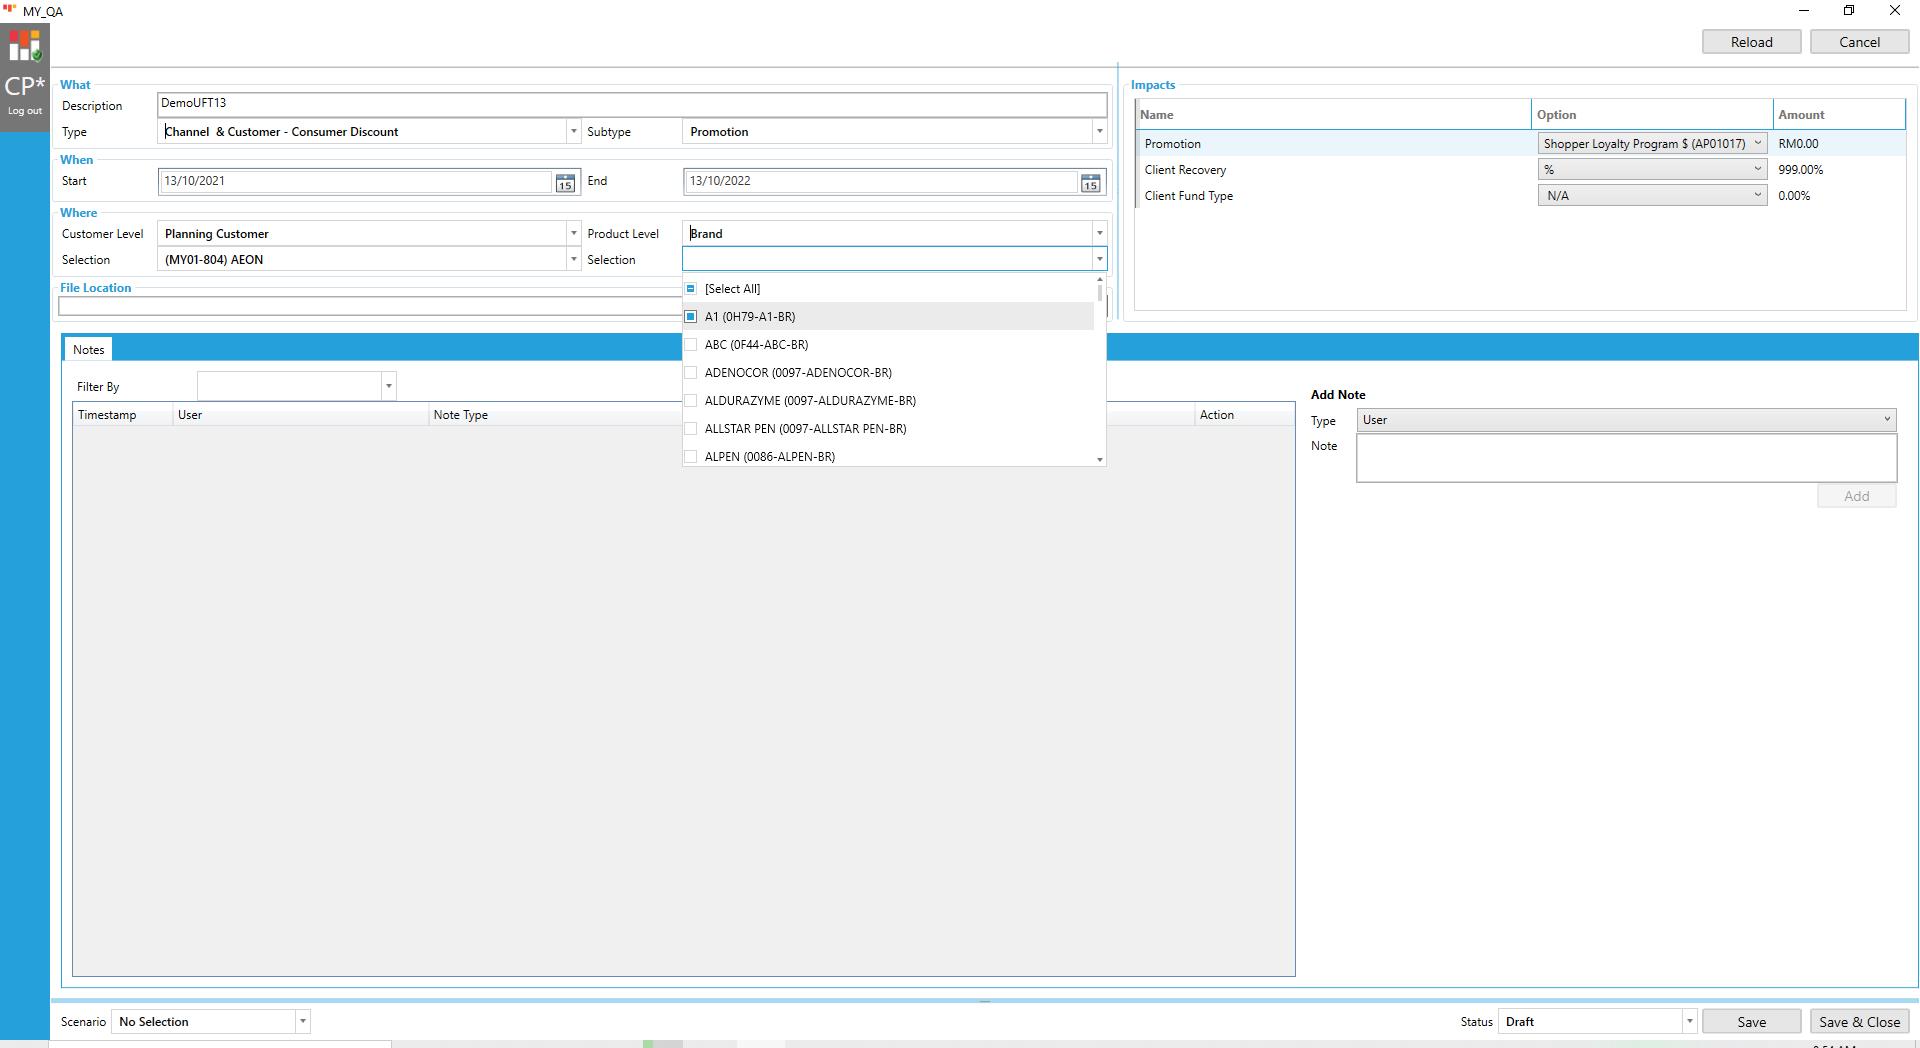 MY_QA
Reload
Cancel
CP*
Log out
What
Description
DemoUFT13
Type
Channel & Customer - Consumer Discount
Subtype
Promotion
When
Start
13/10/2021
15
End
13/10/2022
15
Where
Customer Level
Planning Customer
Product Level
Brand
Selection
(MY01-804) AEON
Selection
File Location
[Select All]
A1 (0H79-A1-BR)
ABC (0F44-ABC-BR)
ADENOCOR (0097-ADENOCOR-BR)
ALDURAZYME (0097-ALDURAZYME-BR)
ALLSTAR PEN (0097-ALLSTAR PEN-BR)
ALPEN (0086-ALPEN-BR)
Impacts
Name
Option
Amount
Promotion
Shopper Loyalty Program $ (AP01017)
RM0.00
Client Recovery
%
999.00%
Client Fund Type
N/A
0.00%
Notes
Filter By
Timestamp
User
Note Type
Action
Add Note
Type
User
Note
Add
Scenario
No Selection
Status
Draft
Save
Save & Close